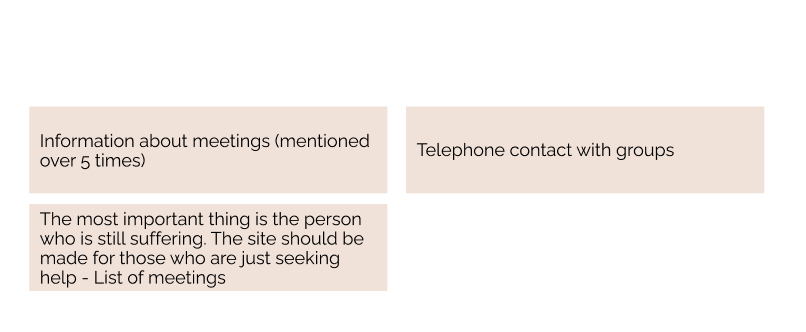 Information about meetings (mentioned
over 5 times)
Telephone contact with groups
The most important thing is the person
who is still suffering. The site should be
made for those who are just seeking
help - List of meetings